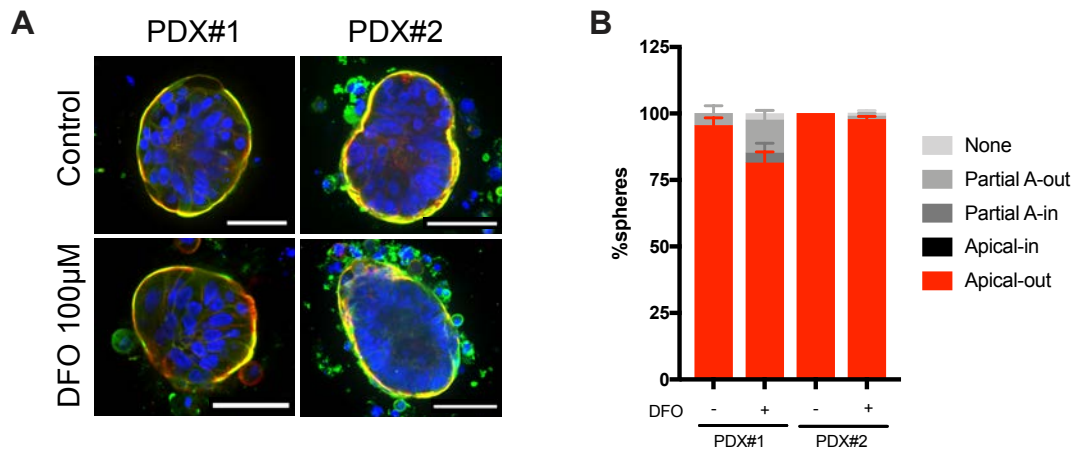 A
PDX#1
PDX#2
Control
DFO 100µM
B
%spheres
125
100
75
50
25
0
DFO
- + - +
PDX#1
PDX#2
None
Partial A-out
Partial A-in
Apical-in
Apical-out